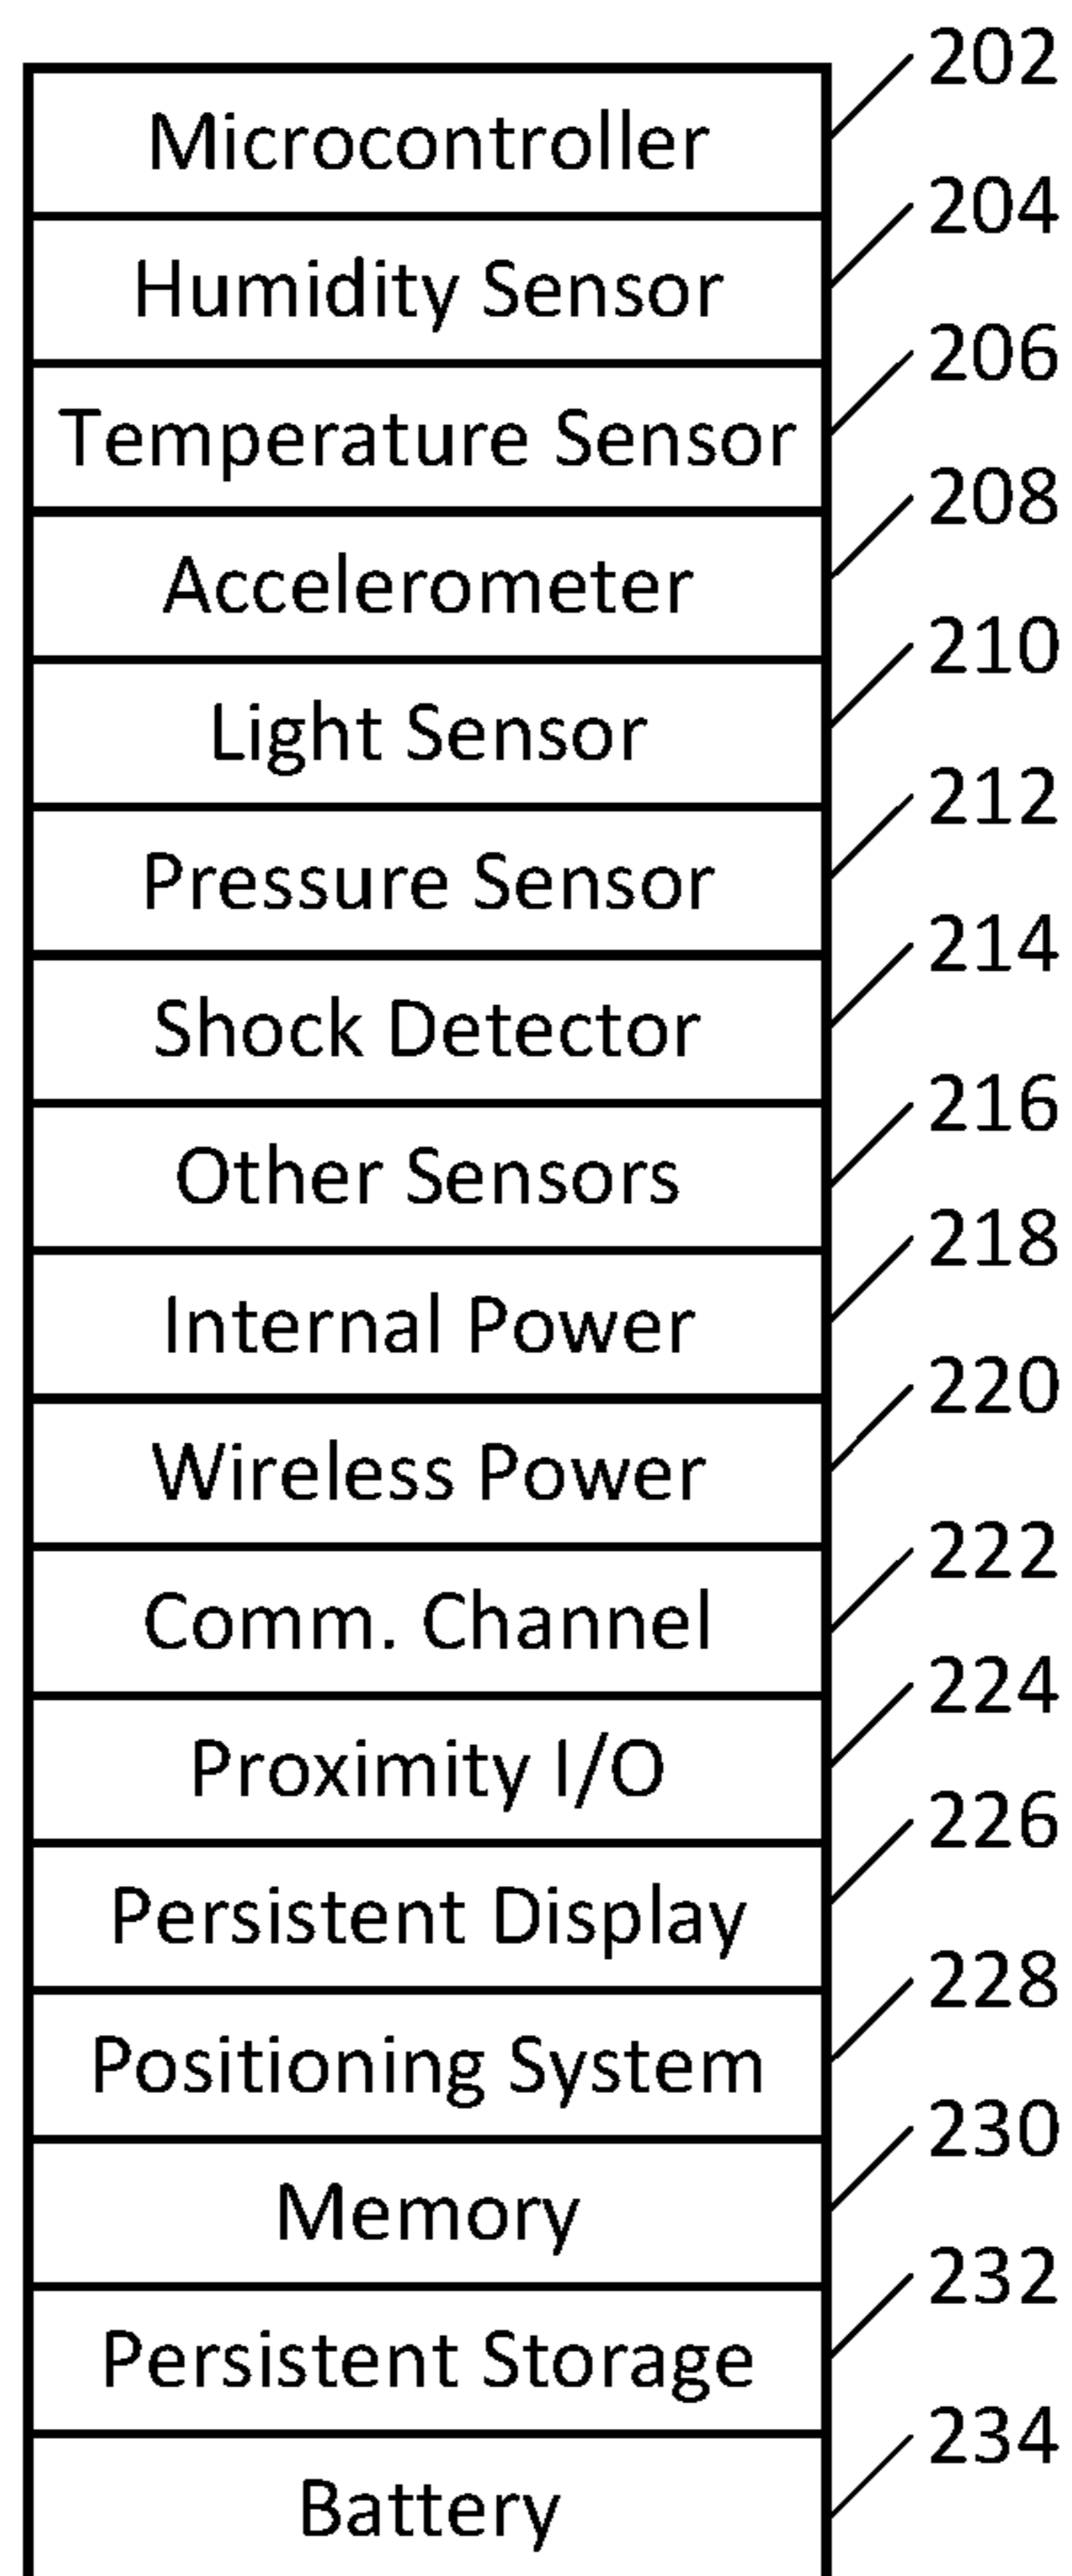 202
Microcontroller
204
Humidity Sensor
206
Temperature Sensor
208
Accelerometer
210
Light Sensor
212
Pressure Sensor
214
Shock Detector
216
Other Sensors
218
Internal Power
220
Wireless Power
222
Comm. Channel
224
Proximity I/O
226
Persistent Display
228
Positioning System
230
Memory
232
Persistent Storage
234
Battery